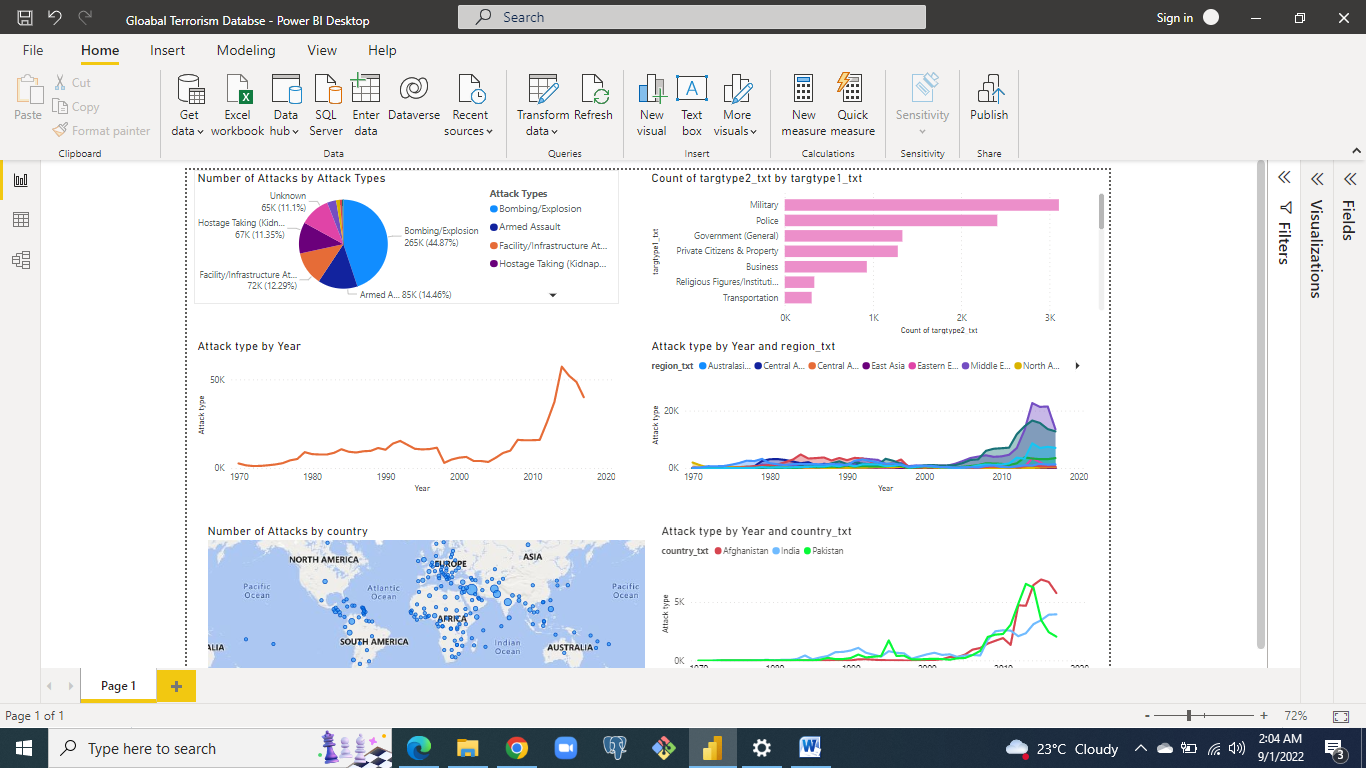 Gloabal Terrorism Databse - Power BI Desktop
Search
Sign in
File Home Insert Modeling View Help
Paste
Cut
Copy
Format painter
Clipboard
Get data
Excel workbook
Data hub
SQL Server
Enter data
Dataverse
Recent sources
Data
Transform data
Refresh
Queries
New visual
Text box
More visuals
Insert
New measure
Quick measure
Calculations
Sensitivity
Sensitivity
Publish
Share
Number of Attacks by Attack Types
Unknown
65K (11.1%)
Hostage Taking (Kidn...
67K (11.35%)
Facility/Infrastructure At...
72K (12.29%)
Armed A... 85K (14.46%)
Bombing/Explosion
265K (44.87%)
Attack Types
Bombing/Explosion
Armed Assault
Facility/Infrastructure At...
Hostage Taking (Kidnap...
Count of targtype2_txt by targtype1_txt
targtype1_txt
Military
Police
Government (General)
Private Citizens & Property
Business
Religious Figures/Instituti...
Transportation
0K 1K 2K 3K
Count of targtype2_txt
Attack type by Year
Attack type
50K
0K
1970 1980 1990 2000 2010 2020
Year
Attack type by Year and region_txt
region_txt Australasi... Central A... Central A... East Asia Eastern E... Middle E... North A...
Attack type
20K
0K
1970 1980 1990 2000 2010 2020
Year
Number of Attacks by country
NORTH AMERICA
EUROPE
ASIA
Pacific Ocean
Atlantic Ocean
Pacific Ocean
AFRICA
SOUTH AMERICA
Indian Ocean
AUSTRALIA
ALIA
Attack type by Year and country_txt
country_txt Afghanistan India Pakistan
Attack type
5K
0K
1970 1980 1990 2000 2010 2020
Filters
Visualizations
Fields
Page 1
Page 1 of 1
- + 72%
Type here to search
23°C Cloudy
2:04 AM
9/1/2022
3